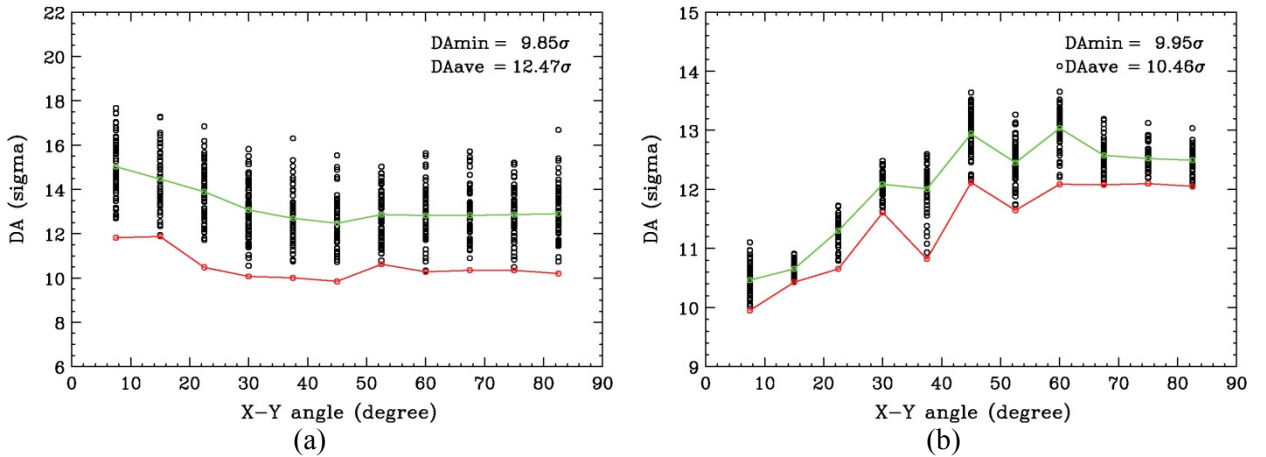 22
20
18
16
14
12
10
8
6
DA (sigma)
DAmin = 9.85σ
DAave = 12.47σ
0 10 20 30 40 50 60 70 80 90
X-Y angle (degree)
(a)
15
14
13
12
11
10
9
DA (sigma)
DAmin = 9.95σ
DAave = 10.46σ
0 10 20 30 40 50 60 70 80 90
X-Y angle (degree)
(b)